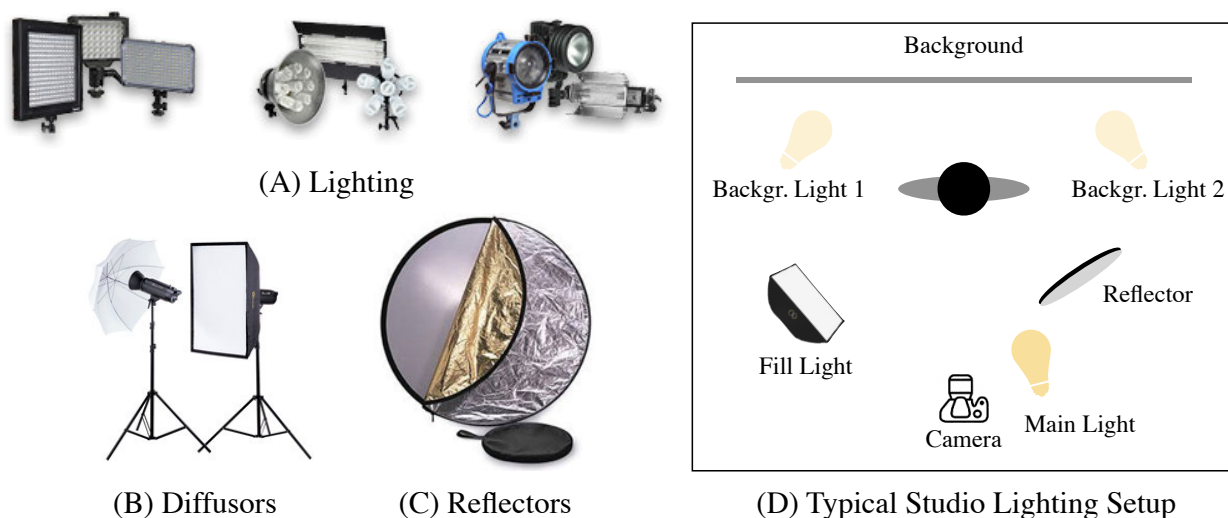 (A) Lighting
(B) Diffusors
(C) Reflectors
Background
Backgr. Light 1
Backgr. Light 2
Reflector
Fill Light
Main Light
Camera
(D) Typical Studio Lighting Setup